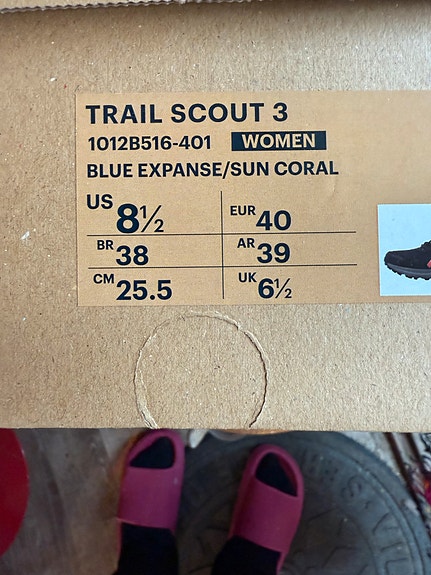 TRAIL SCOUT 3
1012B516-401 WOMEN
BLUE EXPANSE/SUN CORAL
US 8½ EUR 40
BR 38 AR 39
CM 25.5 UK 6½